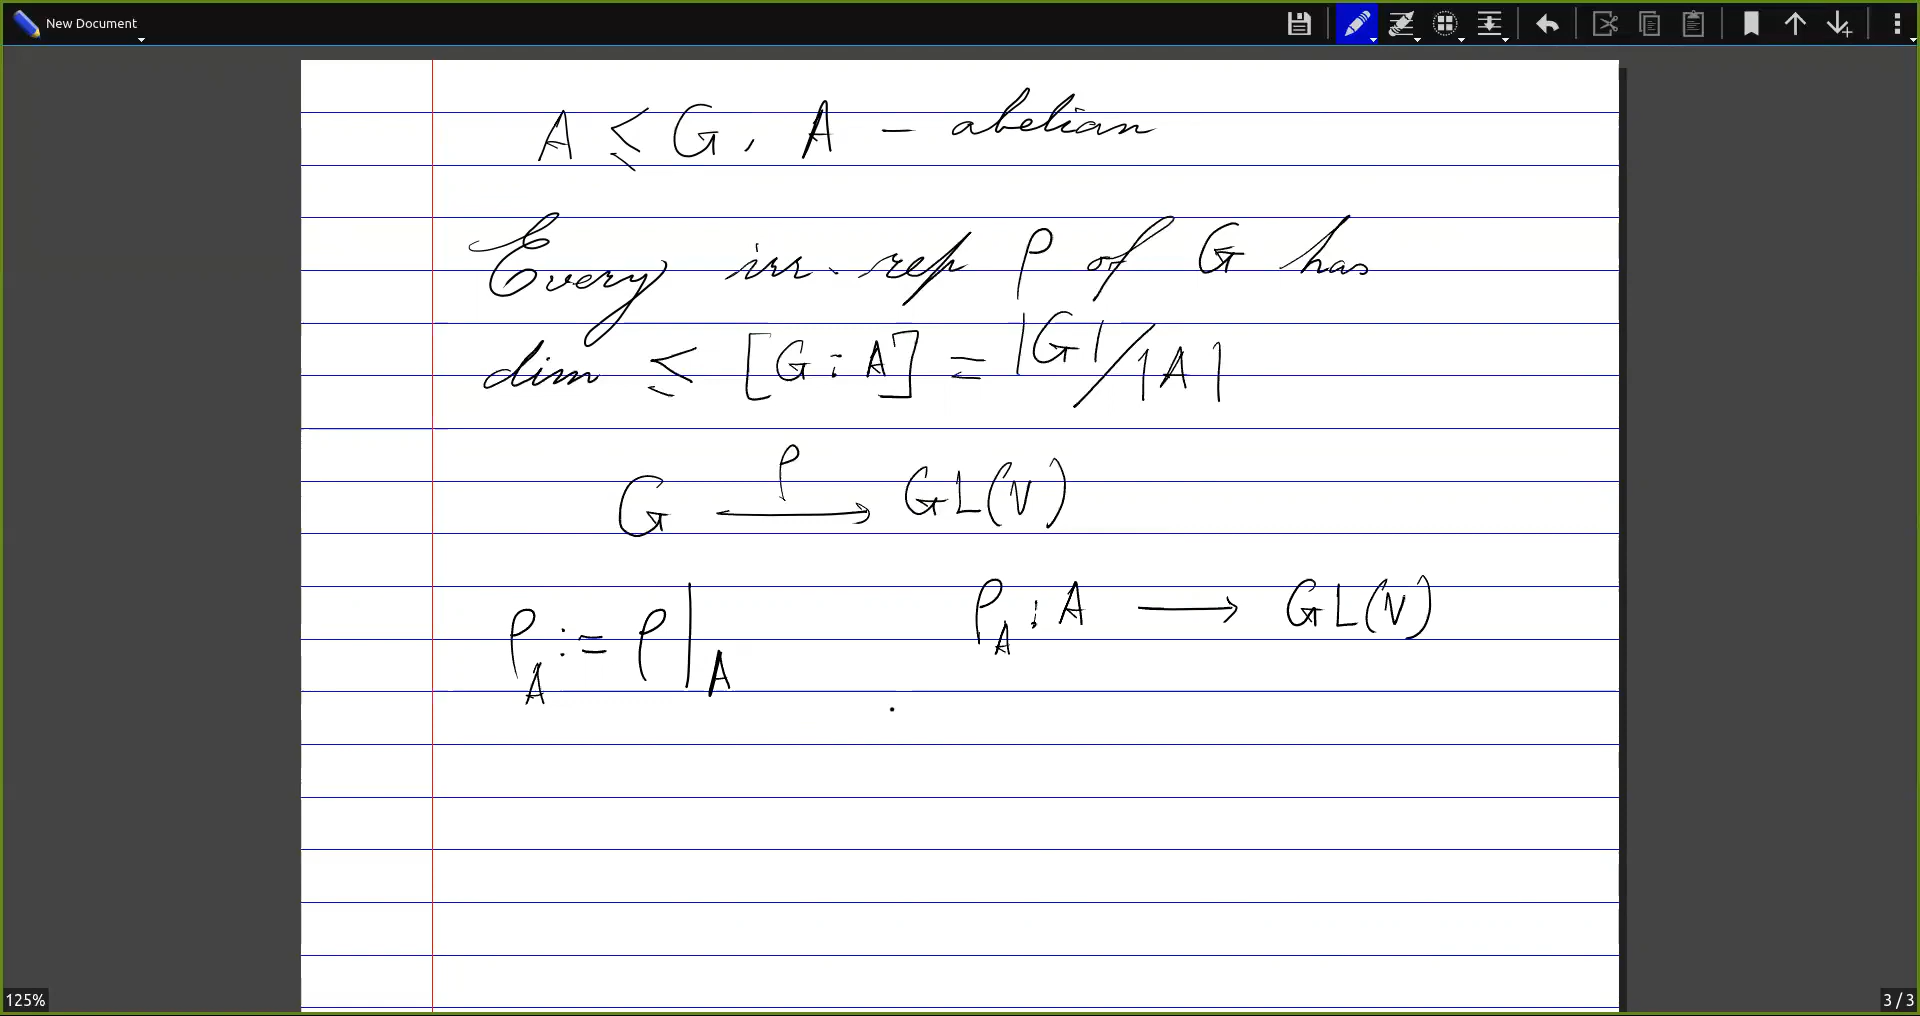 New Document
A ≤ G, A - abelian
Every irr. rep ρ of G has
dim ≤ [G : A] = |G|/|A|
G ⟶ρ GL(V)
ρ_A := ρ|_A ρ_A : A ⟶ GL(V)
125%
3 / 3